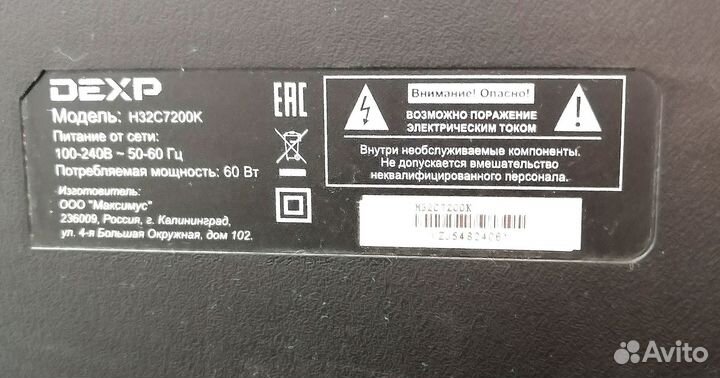 DEXP
Модель: H32C7200K
Питание от сети:
100-240В ~ 50-60 Гц
Потребляемая мощность: 60 Вт
Изготовитель:
ООО "Максимус"
236009, Россия, г. Калининград,
ул. 4-я Большая Окружная, дом 102.
EAC
Внимание! Опасно!
ВОЗМОЖНО ПОРАЖЕНИЕ
ЭЛЕКТРИЧЕСКИМ ТОКОМ
Внутри необслуживаемые компоненты.
Не допускается вмешательство
неквалифицированного персонала.
H32C7200K
Avito